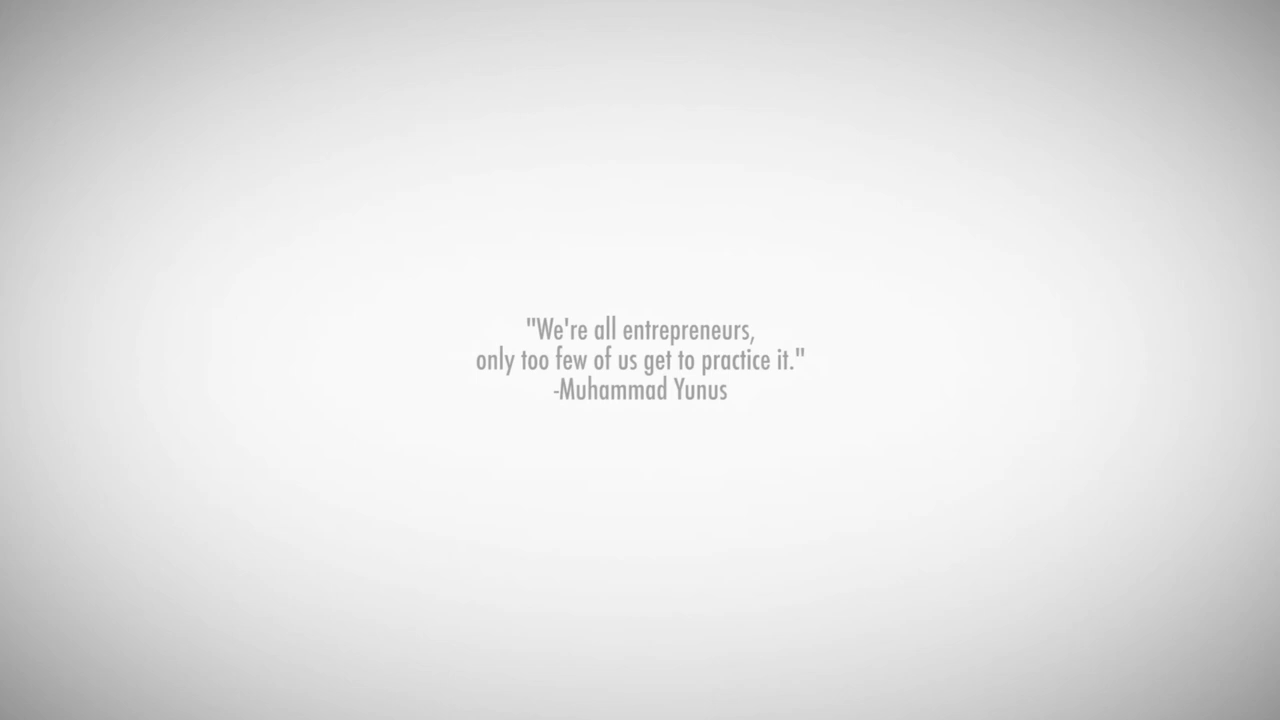 "We're all entrepreneurs,
only too few of us get to practice it."
-Muhammad Yunus